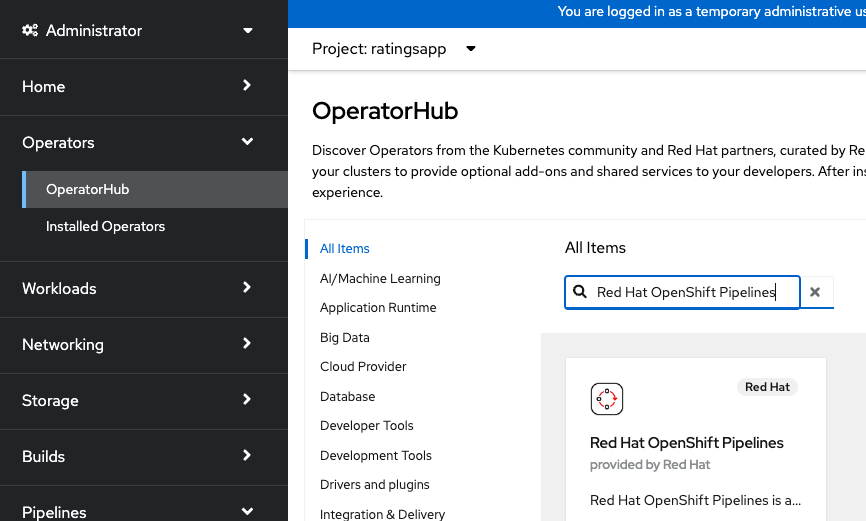 Administrator
Home
Operators
OperatorHub
Installed Operators
Workloads
Networking
Storage
Builds
Pipelines
You are logged in as a temporary administrative us
Project: ratingsapp
OperatorHub
Discover Operators from the Kubernetes community and Red Hat partners, curated by Re
your clusters to provide optional add-ons and shared services to your developers. After ins
experience.
All Items
AI/Machine Learning
Application Runtime
Big Data
Cloud Provider
Database
Developer Tools
Development Tools
Drivers and plugins
Integration & Delivery
All Items
Red Hat OpenShift Pipelines
Red Hat
Red Hat OpenShift Pipelines
provided by Red Hat
Red Hat OpenShift Pipelines is a...